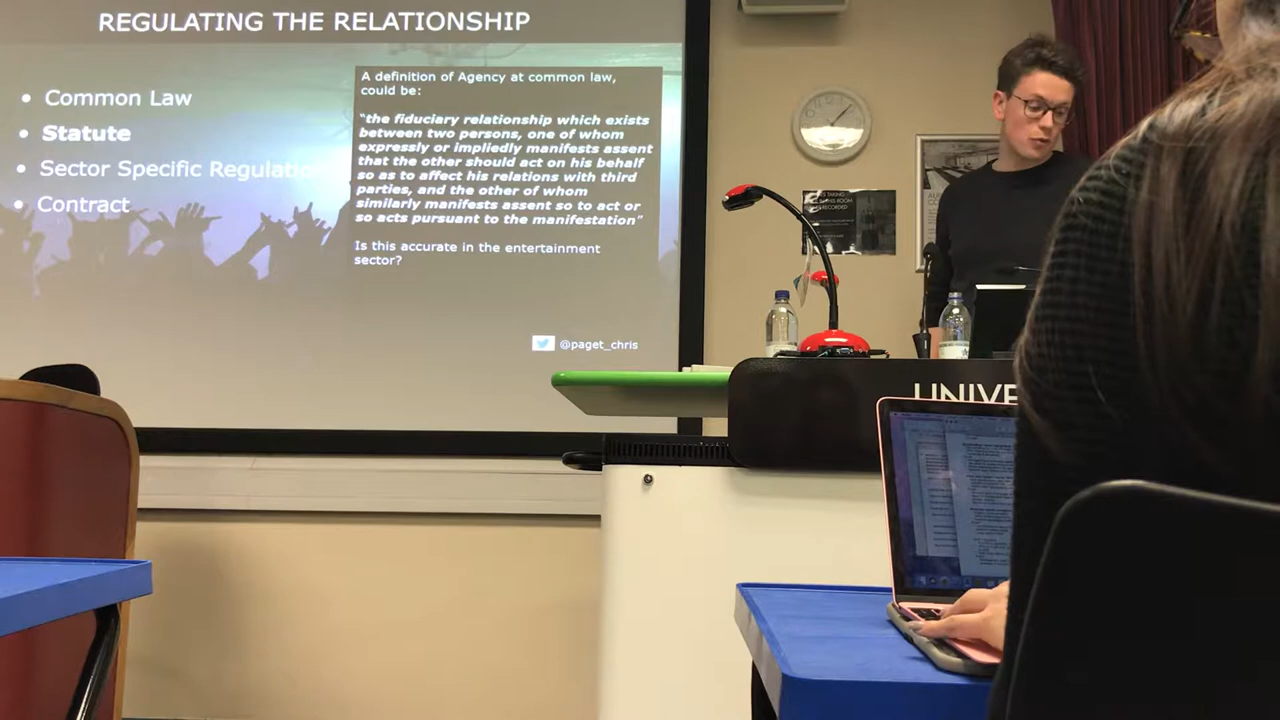 REGULATING THE RELATIONSHIP
• Common Law
• Statute
• Sector Specific Regulatio
• Contract
A definition of Agency at common law,
could be:
“the fiduciary relationship which exists
between two persons, one of whom
expressly or impliedly manifests assent
that the other should act on his behalf
so as to affect his relations with third
parties, and the other of whom
similarly manifests assent so to act or
so acts pursuant to the manifestation”
Is this accurate in the entertainment
sector?
@paget_chris
TAKING
THIS ROOM
RECORDED
UNIVE